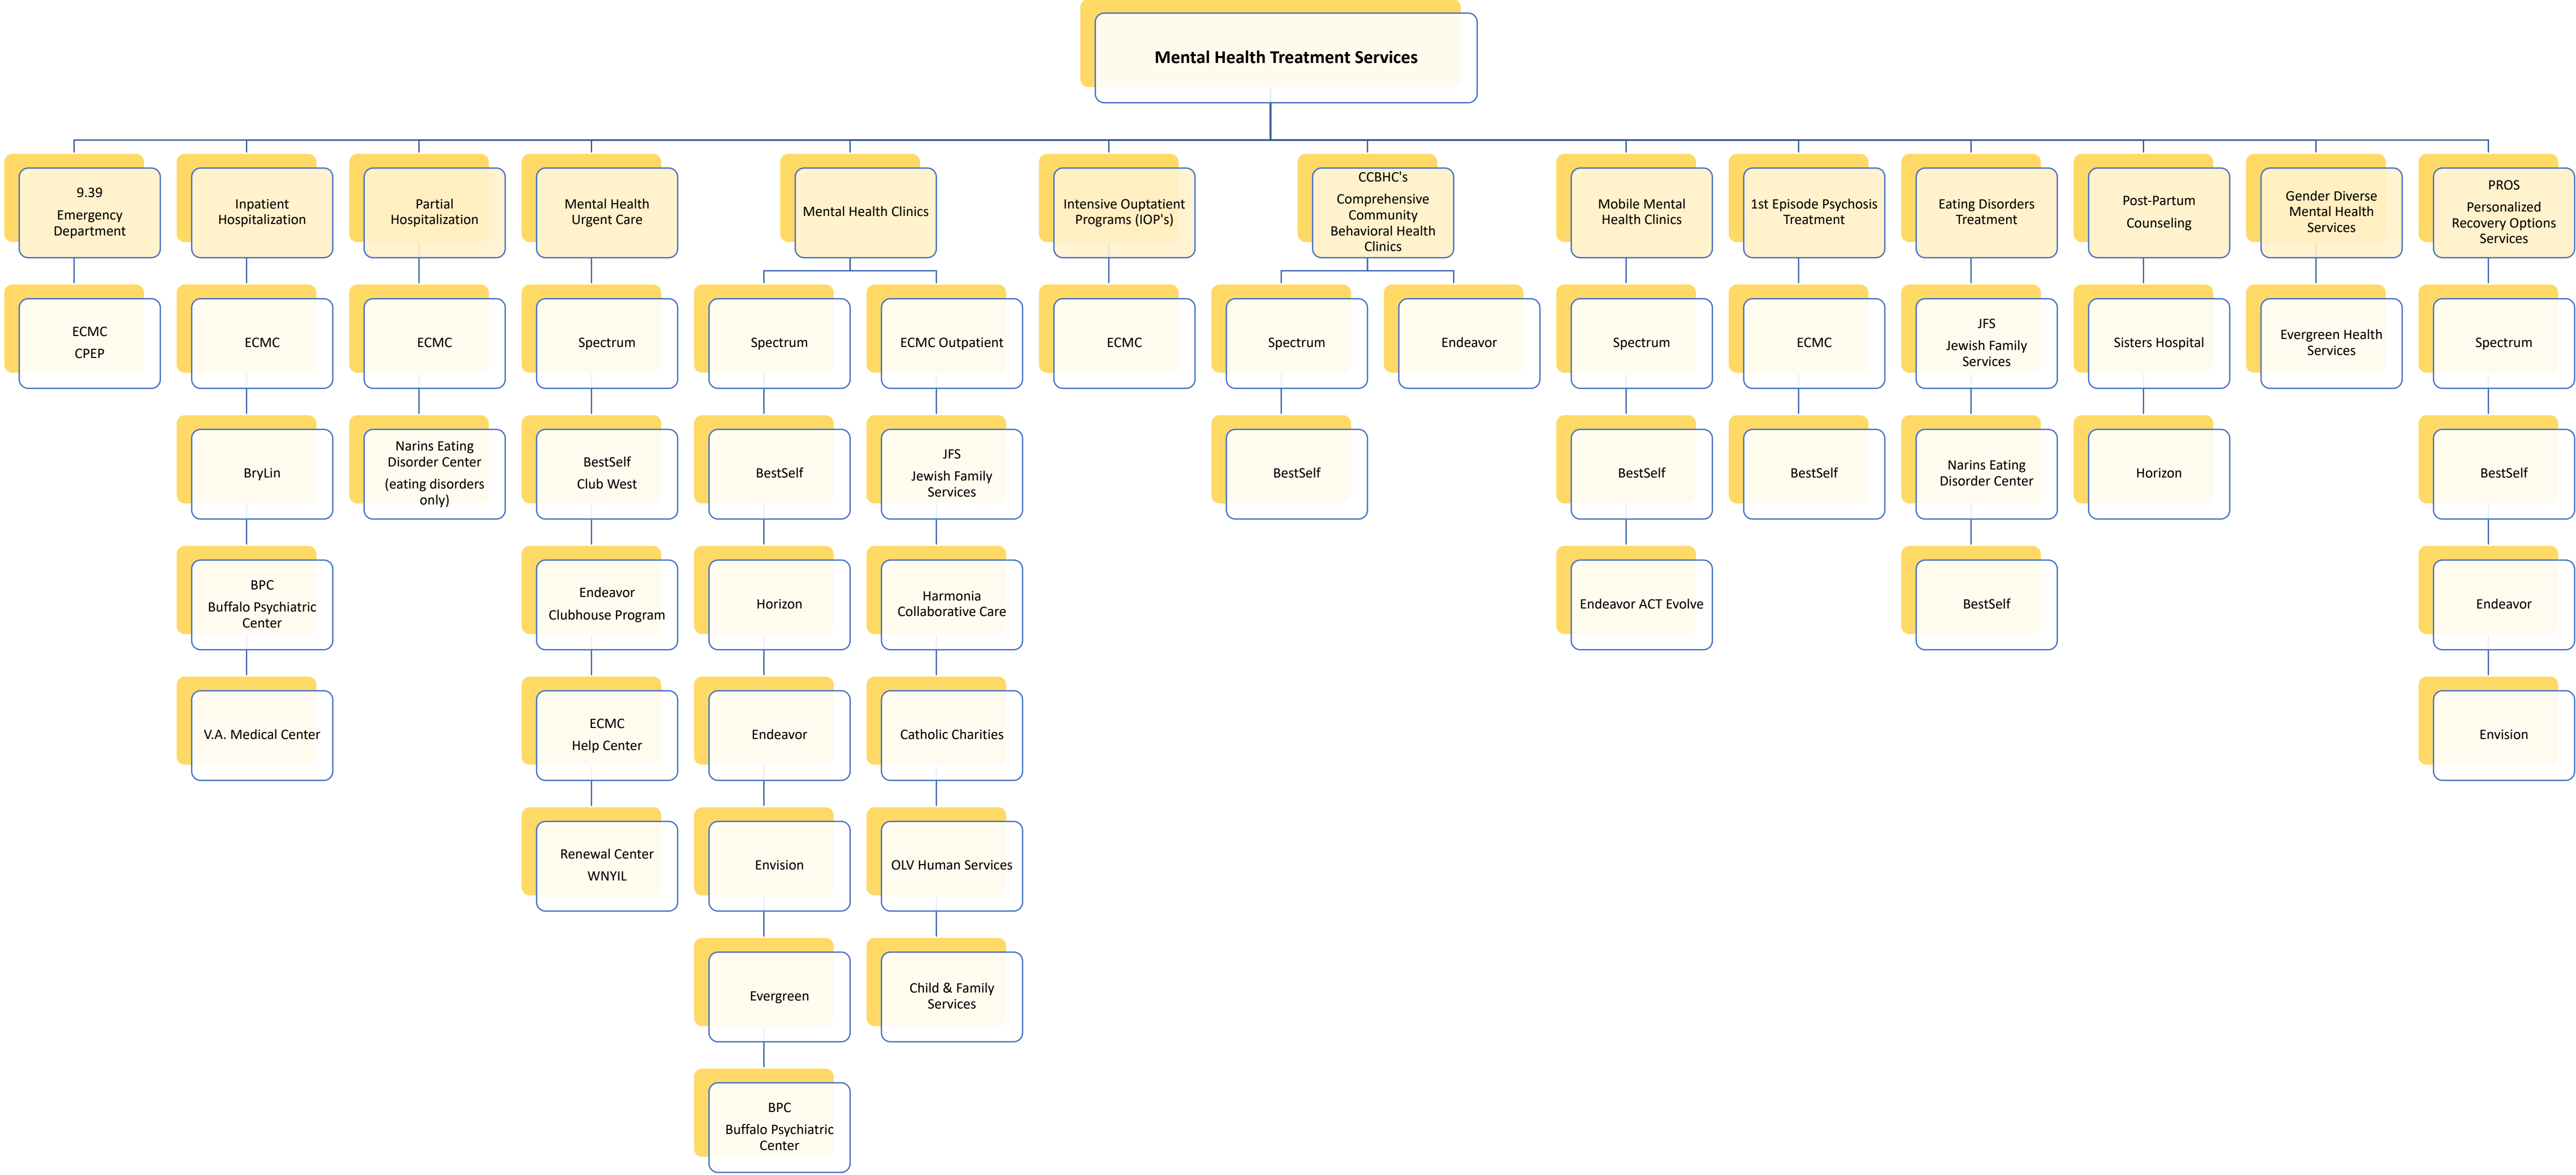 Mental Health Treatment Services
9.39
Emergency
Department
Inpatient
Hospitalization
Partial
Hospitalization
Mental Health
Urgent Care
Mental Health Clinics
Intensive Ouptatient
Programs (IOP's)
CCBHC's
Comprehensive
Community
Behavioral Health
Clinics
Mobile Mental
Health Clinics
1st Episode Psychosis
Treatment
Eating Disorders
Treatment
Post-Partum
Counseling
Gender Diverse
Mental Health
Services
PROS
Personalized
Recovery Options
Services
ECMC
CPEP
ECMC
ECMC
Spectrum
Spectrum
ECMC Outpatient
ECMC
Spectrum
Endeavor
Spectrum
ECMC
JFS
Jewish Family
Services
Sisters Hospital
Evergreen Health
Services
Spectrum
BryLin
Narins Eating
Disorder Center
(eating disorders
only)
BestSelf
Club West
BestSelf
JFS
Jewish Family
Services
BestSelf
BestSelf
BestSelf
Narins Eating
Disorder Center
Horizon
BestSelf
BPC
Buffalo Psychiatric
Center
Endeavor
Clubhouse Program
Horizon
Harmonia
Collaborative Care
Endeavor ACT Evolve
BestSelf
Endeavor
V.A. Medical Center
ECMC
Help Center
Endeavor
Catholic Charities
Envision
Renewal Center
WNYIL
Envision
OLV Human Services
Evergreen
Child & Family
Services
BPC
Buffalo Psychiatric
Center